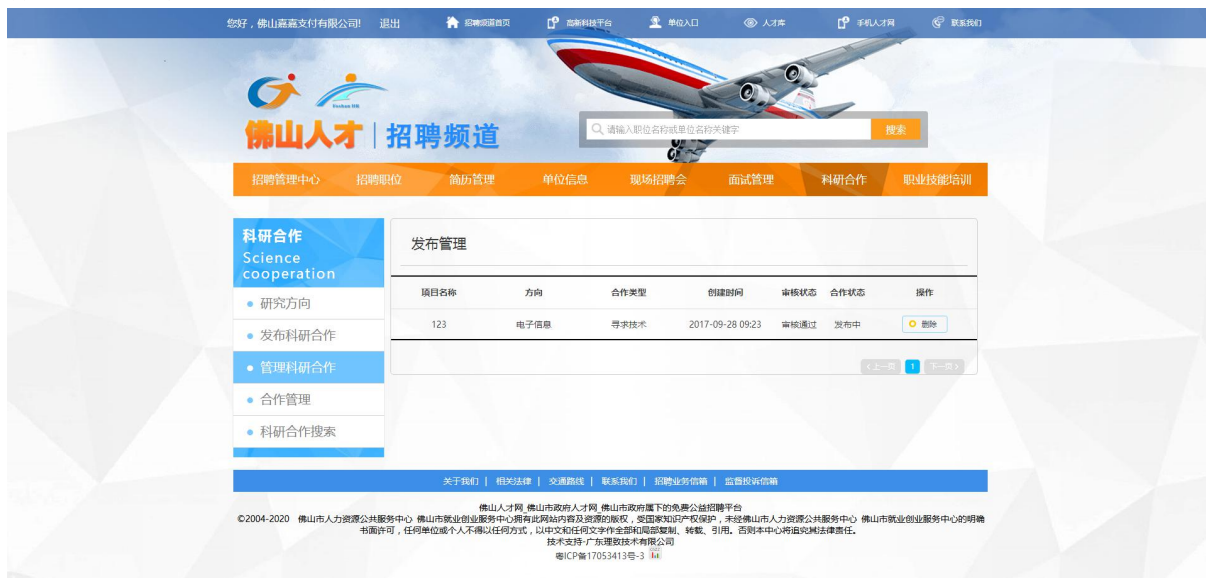 您好，佛山嘉嘉支付有限公司! 退出 招聘频道首页 高新科技平台 单位入口 人才库 手机人才网 联系我们
Foshan HR
佛山人才 招聘频道
请输入职位名称或单位名称关键字 搜索
招聘管理中心 招聘职位 简历管理 单位信息 现场招聘会 面试管理 科研合作 职业技能培训
科研合作
Science
cooperation
研究方向
发布科研合作
管理科研合作
合作管理
科研合作搜索
发布管理
项目名称 方向 合作类型 创建时间 审核状态 合作状态 操作
123 电子信息 寻求技术 2017-09-28 09:23 审核通过 发布中 删除
<上一页 1 下一页>
关于我们 | 相关法律 | 交通路线 | 联系我们 | 招聘业务信箱 | 监督投诉信箱
佛山人才网_佛山市政府人才网_佛山市政府属下的免费公益招聘平台
©2004-2020 佛山市人力资源公共服务中心 佛山市就业创业服务中心拥有此网站内容及资源的版权，受国家知识产权保护，未经佛山市人力资源公共服务中心 佛山市就业创业服务中心的明确
书面许可，任何单位或个人不得以任何方式，以中文和任何文字作全部和局部复制、转载、引用。否则本中心将追究其法律责任。
技术支持-广东理致技术有限公司
粤ICP备17053413号-3